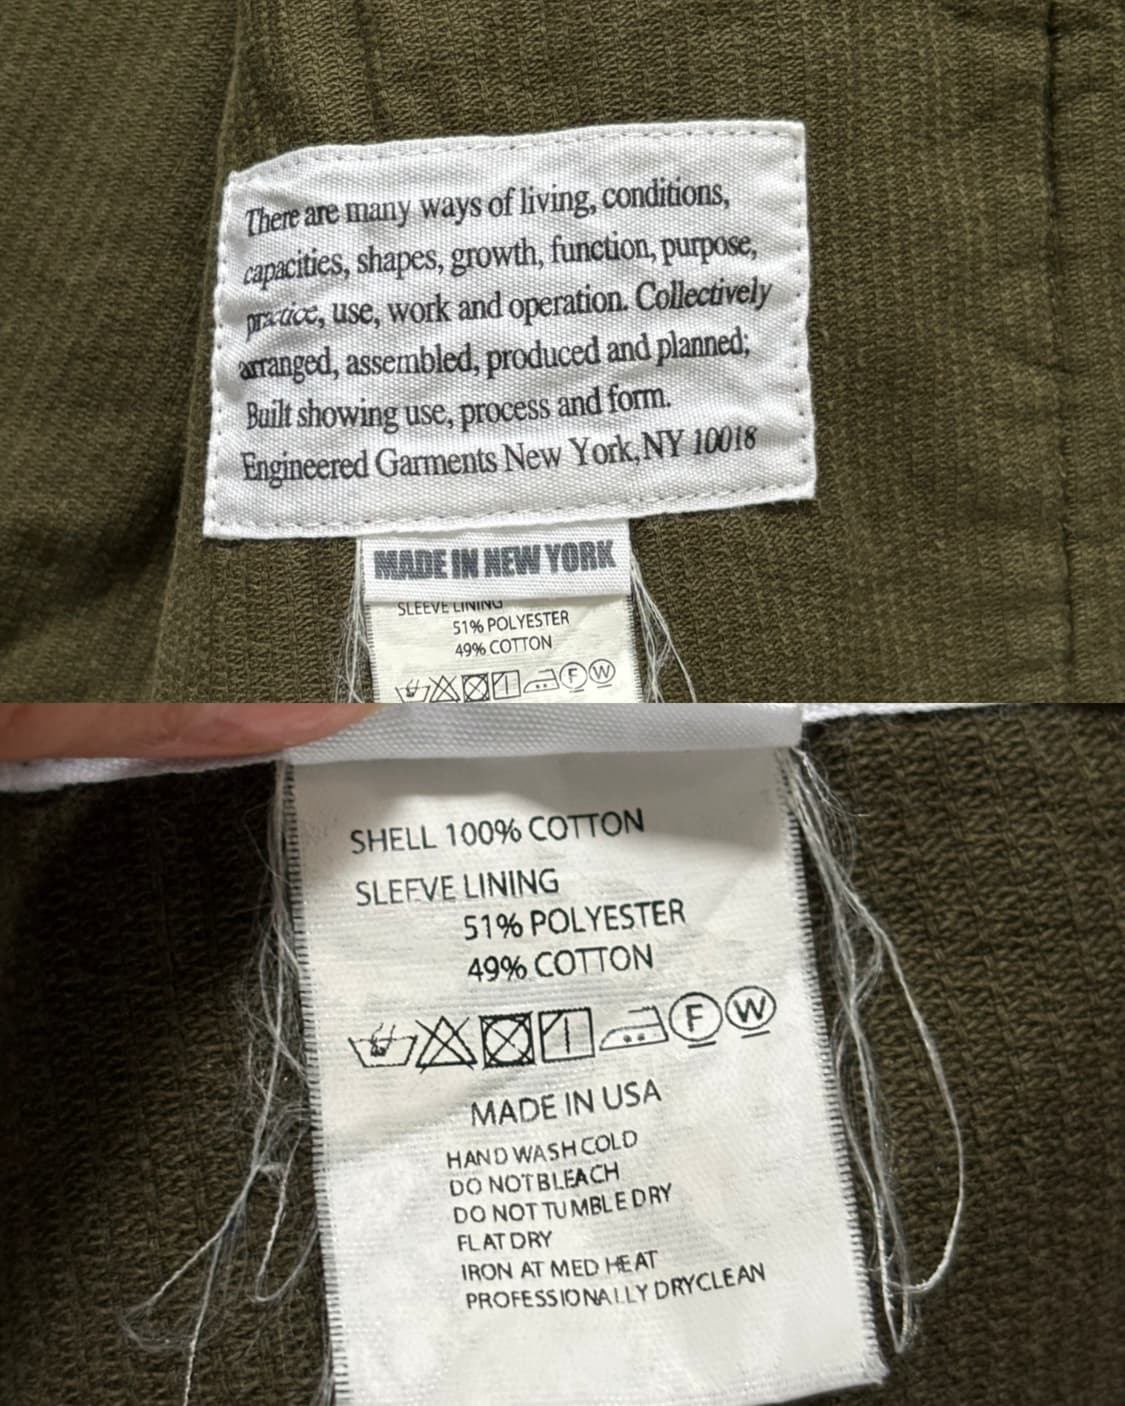 There are many ways of living, conditions,
capacities, shapes, growth, function, purpose,
practice, use, work and operation. Collectively
arranged, assembled, produced and planned;
Built showing use, process and form.
Engineered Garments New York, NY 10018
MADE IN NEW YORK
SLEEVE LINING
51% POLYESTER
49% COTTON
F W
SHELL 100% COTTON
SLEEVE LINING
51% POLYESTER
49% COTTON
F W
MADE IN USA
HAND WASH COLD
DO NOT BLEACH
DO NOT TUMBLE DRY
FLAT DRY
IRON AT MED HEAT
PROFESSIONALLY DRYCLEAN